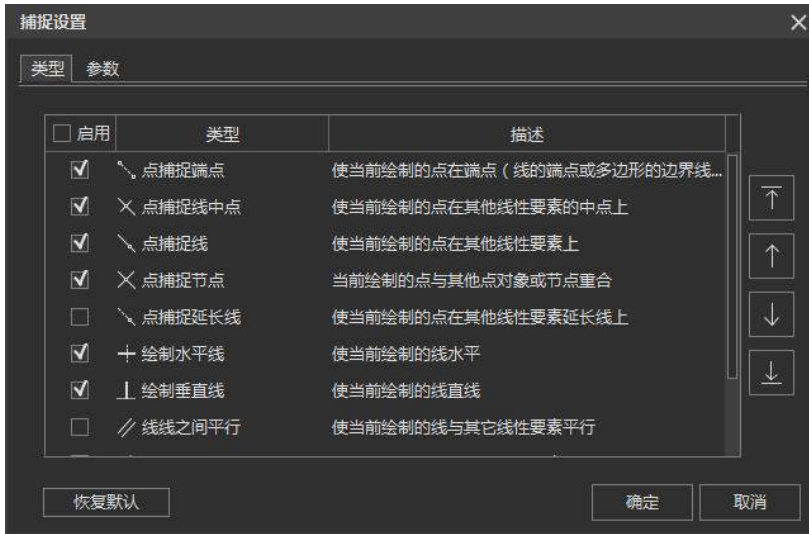 捕捉设置
类型 参数
启用 类型 描述
点捕捉端点 使当前绘制的点在端点（线的端点或多边形的边界线...
点捕捉线中点 使当前绘制的点在其他线性要素的中点上
点捕捉线 使当前绘制的点在其他线性要素上
点捕捉节点 当前绘制的点与其他点对象或节点重合
点捕捉延长线 使当前绘制的点在其他线性要素延长线上
绘制水平线 使当前绘制的线水平
绘制垂直线 使当前绘制的线直线
线线之间平行 使当前绘制的线与其它线性要素平行
恢复默认 确定 取消